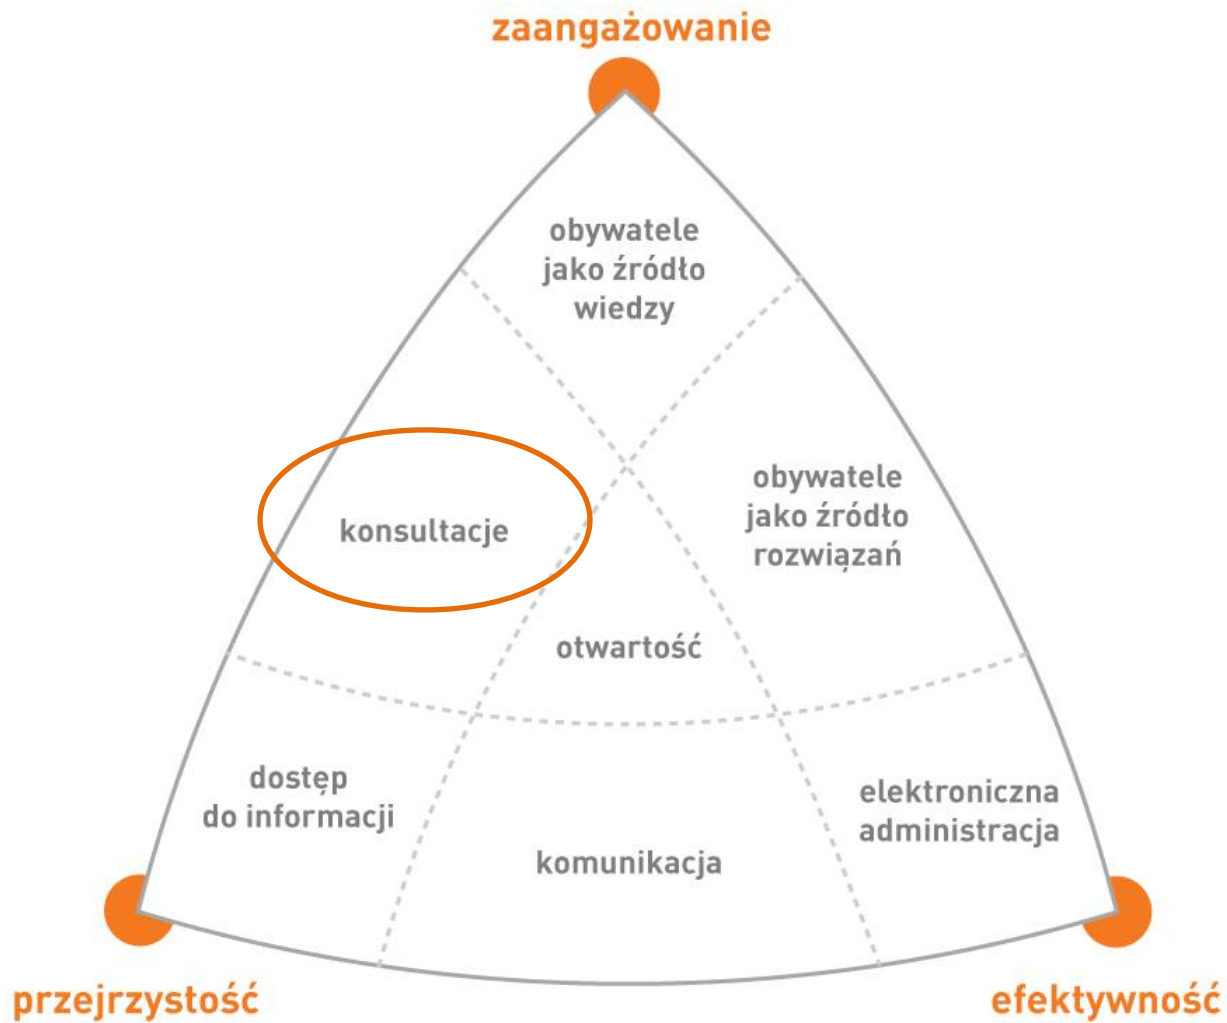 zaangażowanie
obywatele
jako źródło
wiedzy
konsultacje
obywatele
jako źródło
rozwiązań
otwartość
dostęp
do informacji
komunikacja
elektroniczna
administracja
przejrzystość
efektywność